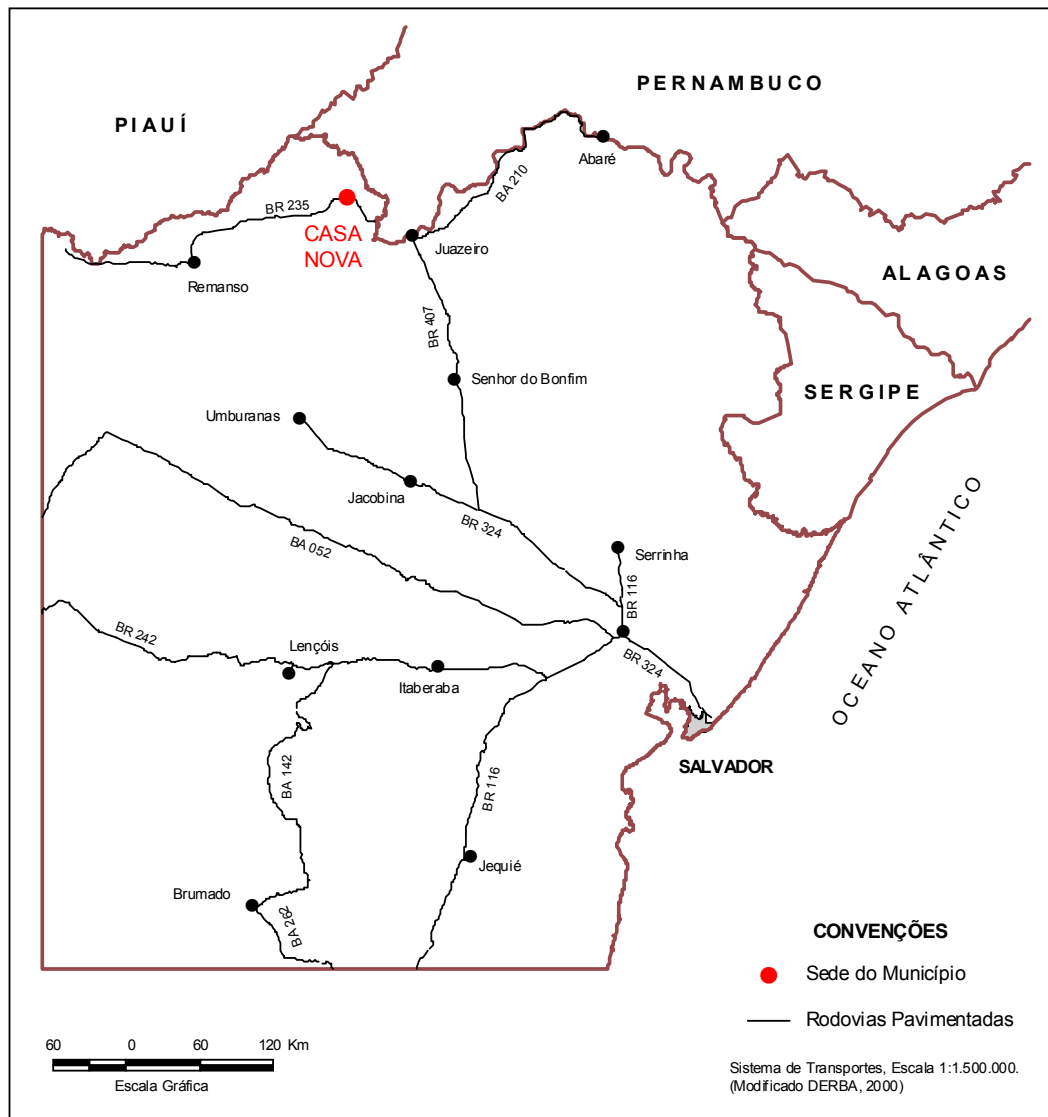 PERNAMBUCO
PIAUÍ
Abaré
BA 210
BR 235
CASA
NOVA
Juazeiro
Remanso
ALAGOAS
BR 407
Senhor do Bonfim
SERGIPE
Umburanas
Jacobina
BR 324
OCEANO ATLÂNTICO
BA 052
Serrinha
BR 116
BR 242
Lençóis
BR 324
Itaberaba
SALVADOR
BA 142
BR 116
Jequié
Brumado
BA 262
CONVENÇÕES
Sede do Município
Rodovias Pavimentadas
60 0 60 120 Km
Escala Gráfica
Sistema de Transportes, Escala 1:1.500.000.
(Modificado DERBA, 2000)